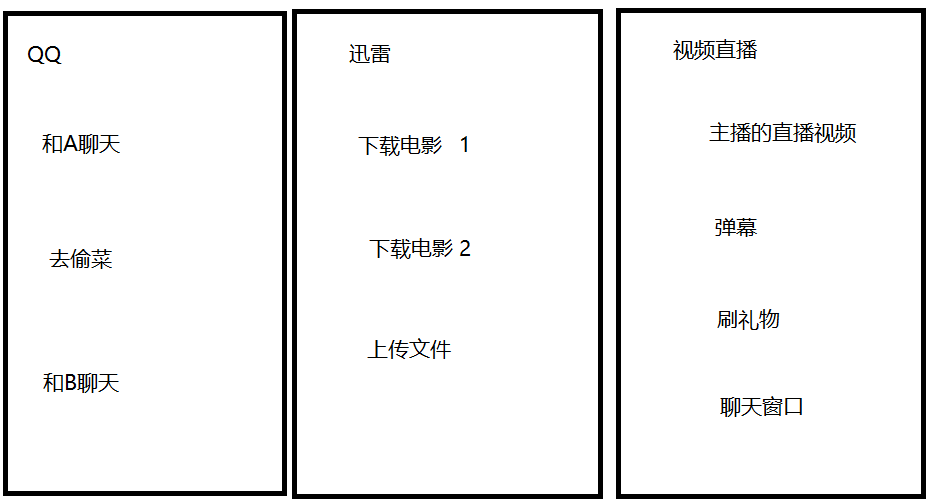 QQ
和A聊天
去偷菜
和B聊天
迅雷
下载电影 1
下载电影 2
上传文件
视频直播
主播的直播视频
弹幕
刷礼物
聊天窗口